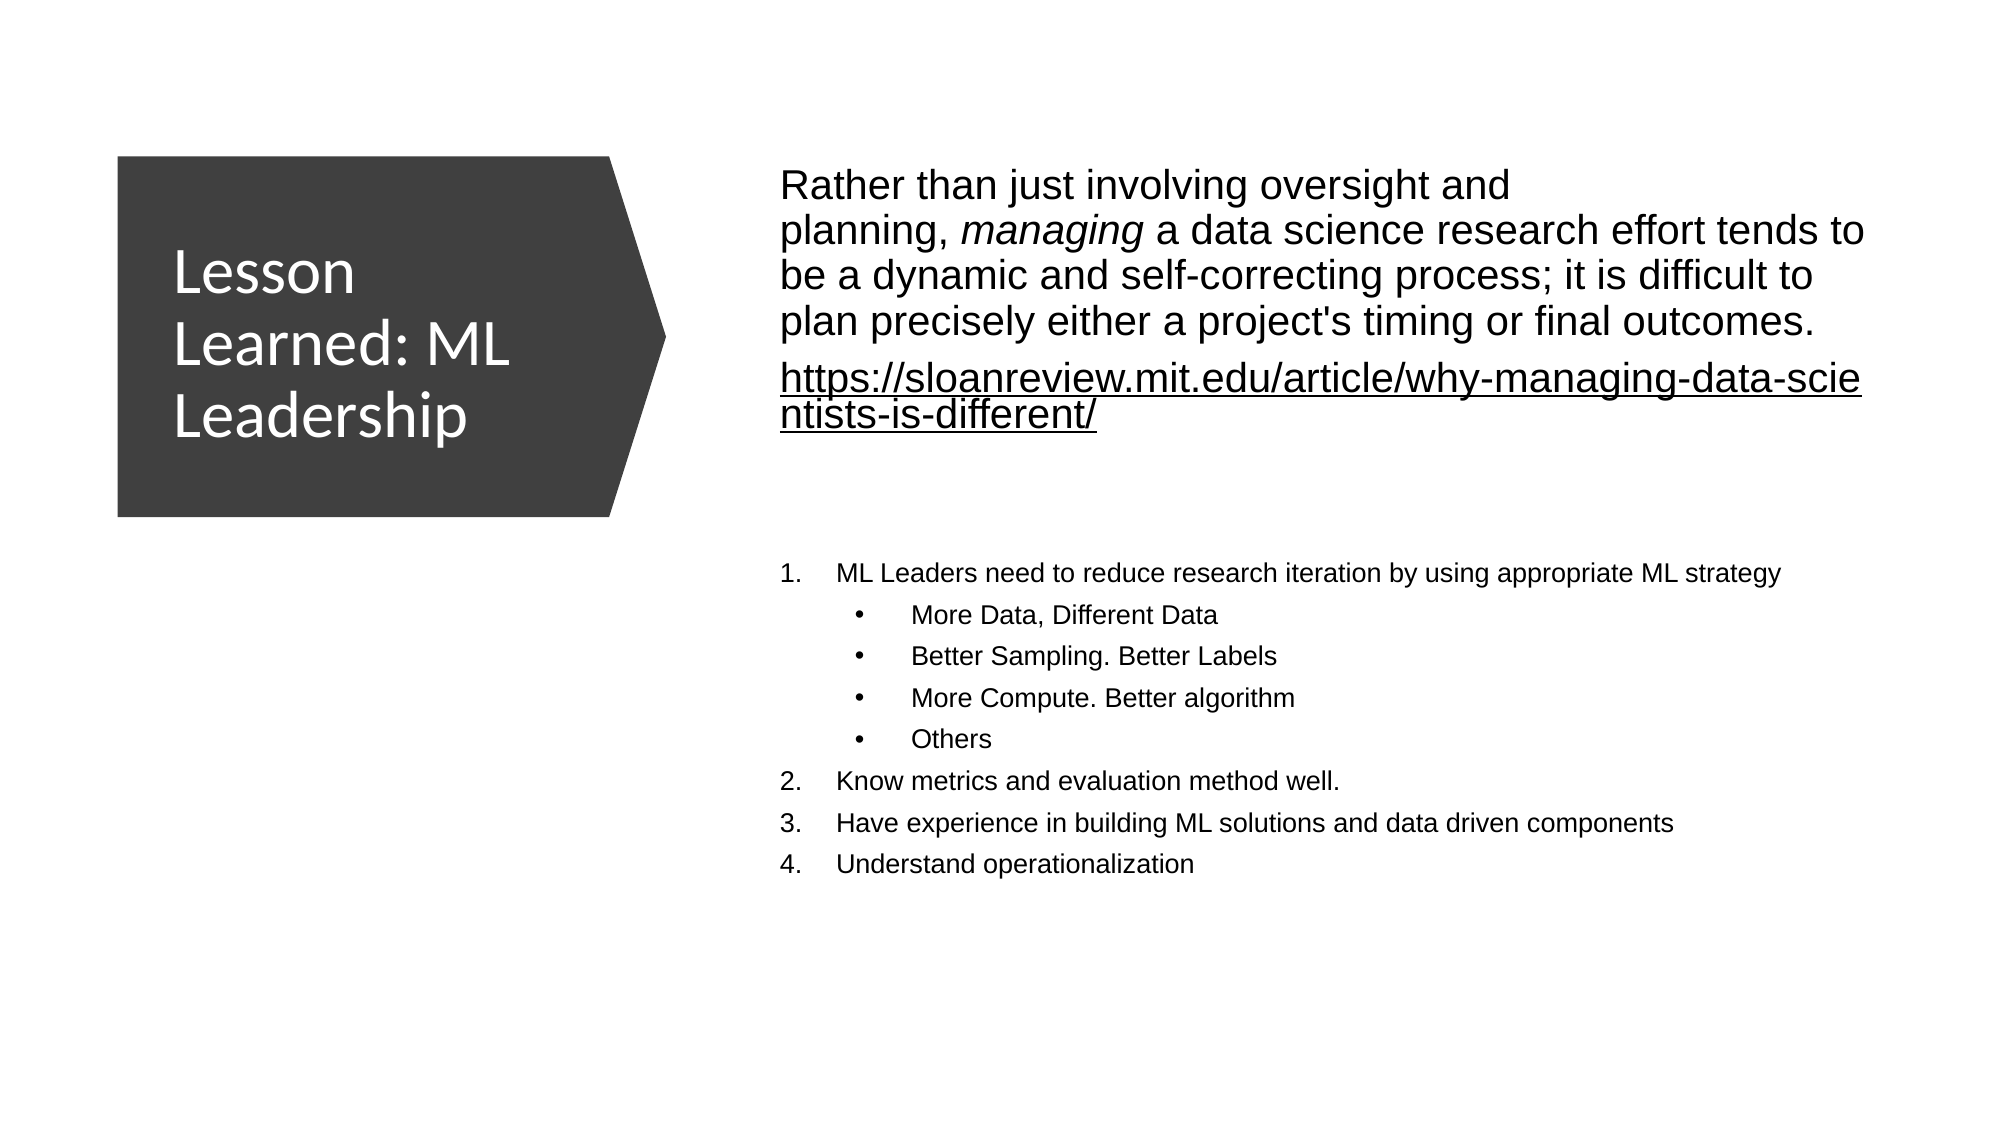 Lesson
Learned: ML
Leadership
Rather than just involving oversight and
planning, managing a data science research effort tends to
be a dynamic and self-correcting process; it is difficult to
plan precisely either a project's timing or final outcomes.
https://sloanreview.mit.edu/article/why-managing-data-scie
ntists-is-different/
1. ML Leaders need to reduce research iteration by using appropriate ML strategy
• More Data, Different Data
• Better Sampling. Better Labels
• More Compute. Better algorithm
• Others
2. Know metrics and evaluation method well.
3. Have experience in building ML solutions and data driven components
4. Understand operationalization